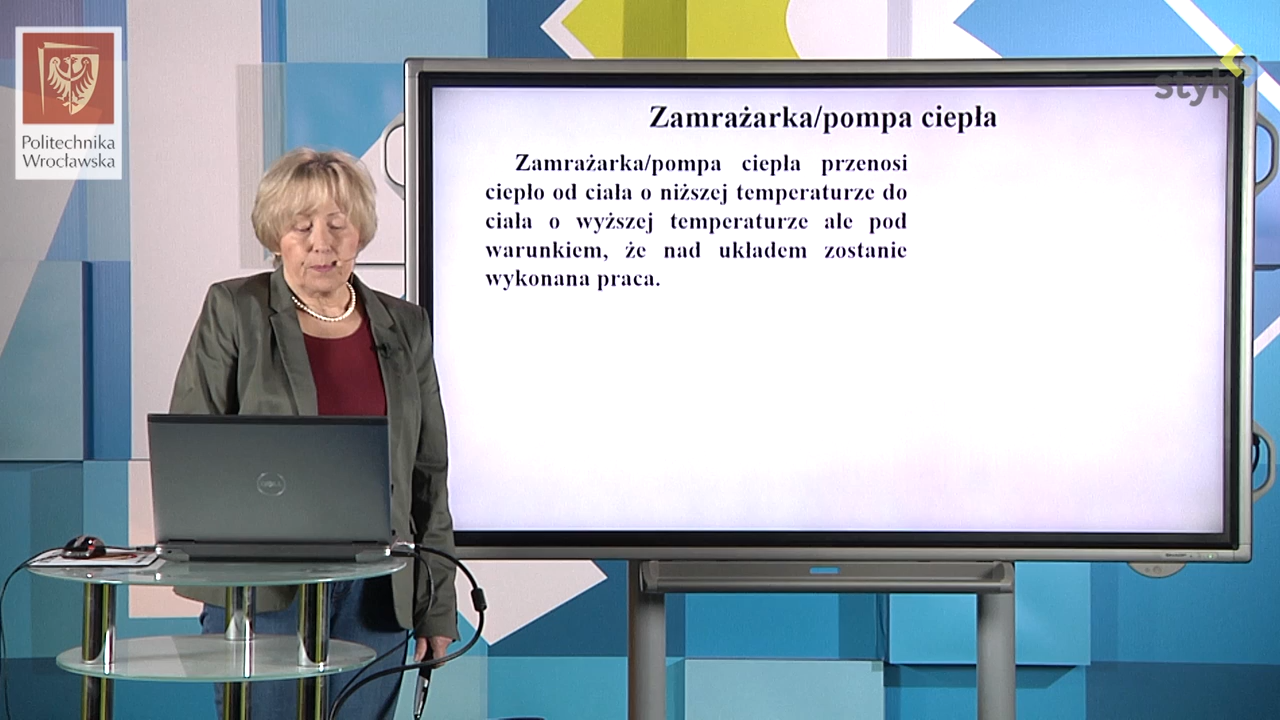 Politechnika
Wrocławska
styk
Zamrażarka/pompa ciepła
Zamrażarka/pompa ciepła przenosi
ciepło od ciała o niższej temperaturze do
ciała o wyższej temperaturze ale pod
warunkiem, że nad układem zostanie
wykonana praca.
DELL